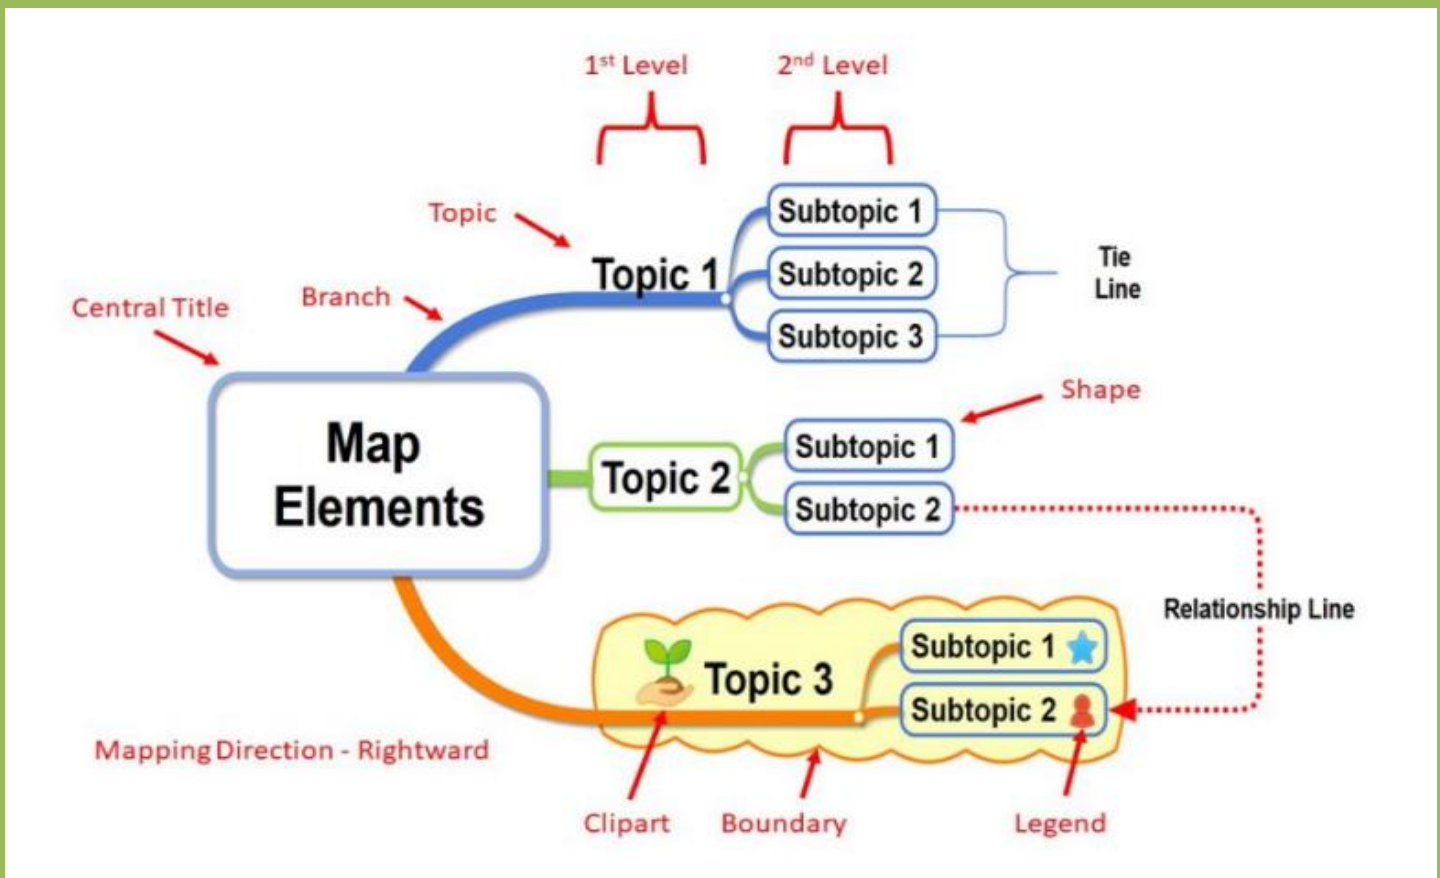 1st Level
2nd Level
Topic
Subtopic 1
Topic 1
Subtopic 2
Subtopic 3
Tie
Line
Branch
Central Title
Shape
Map
Elements
Topic 2
Subtopic 1
Subtopic 2
Relationship Line
Topic 3
Subtopic 1
Subtopic 2
Mapping Direction - Rightward
Clipart
Boundary
Legend